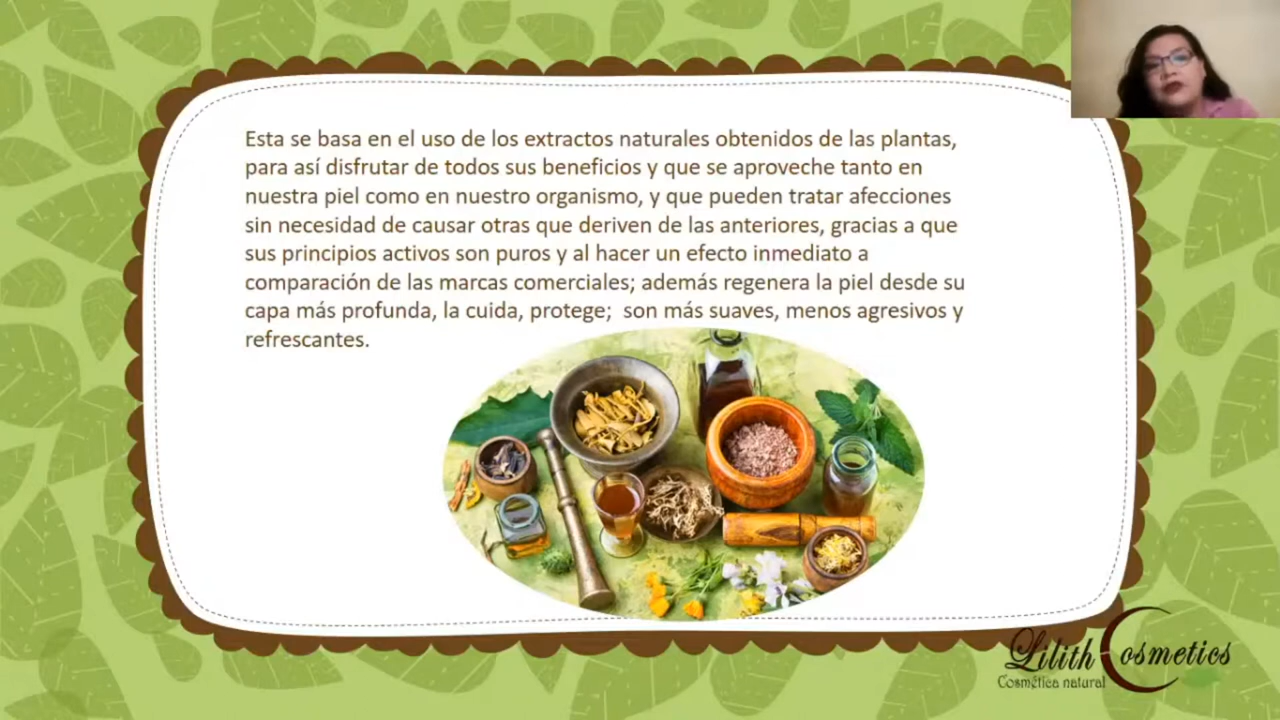 Esta se basa en el uso de los extractos naturales obtenidos de las plantas,
para así disfrutar de todos sus beneficios y que se aproveche tanto en
nuestra piel como en nuestro organismo, y que pueden tratar afecciones
sin necesidad de causar otras que deriven de las anteriores, gracias a que
sus principios activos son puros y al hacer un efecto inmediato a
comparación de las marcas comerciales; además regenera la piel desde su
capa más profunda, la cuida, protege;  son más suaves, menos agresivos y
refrescantes.
Lilith Cosmetics
Cosmética natural